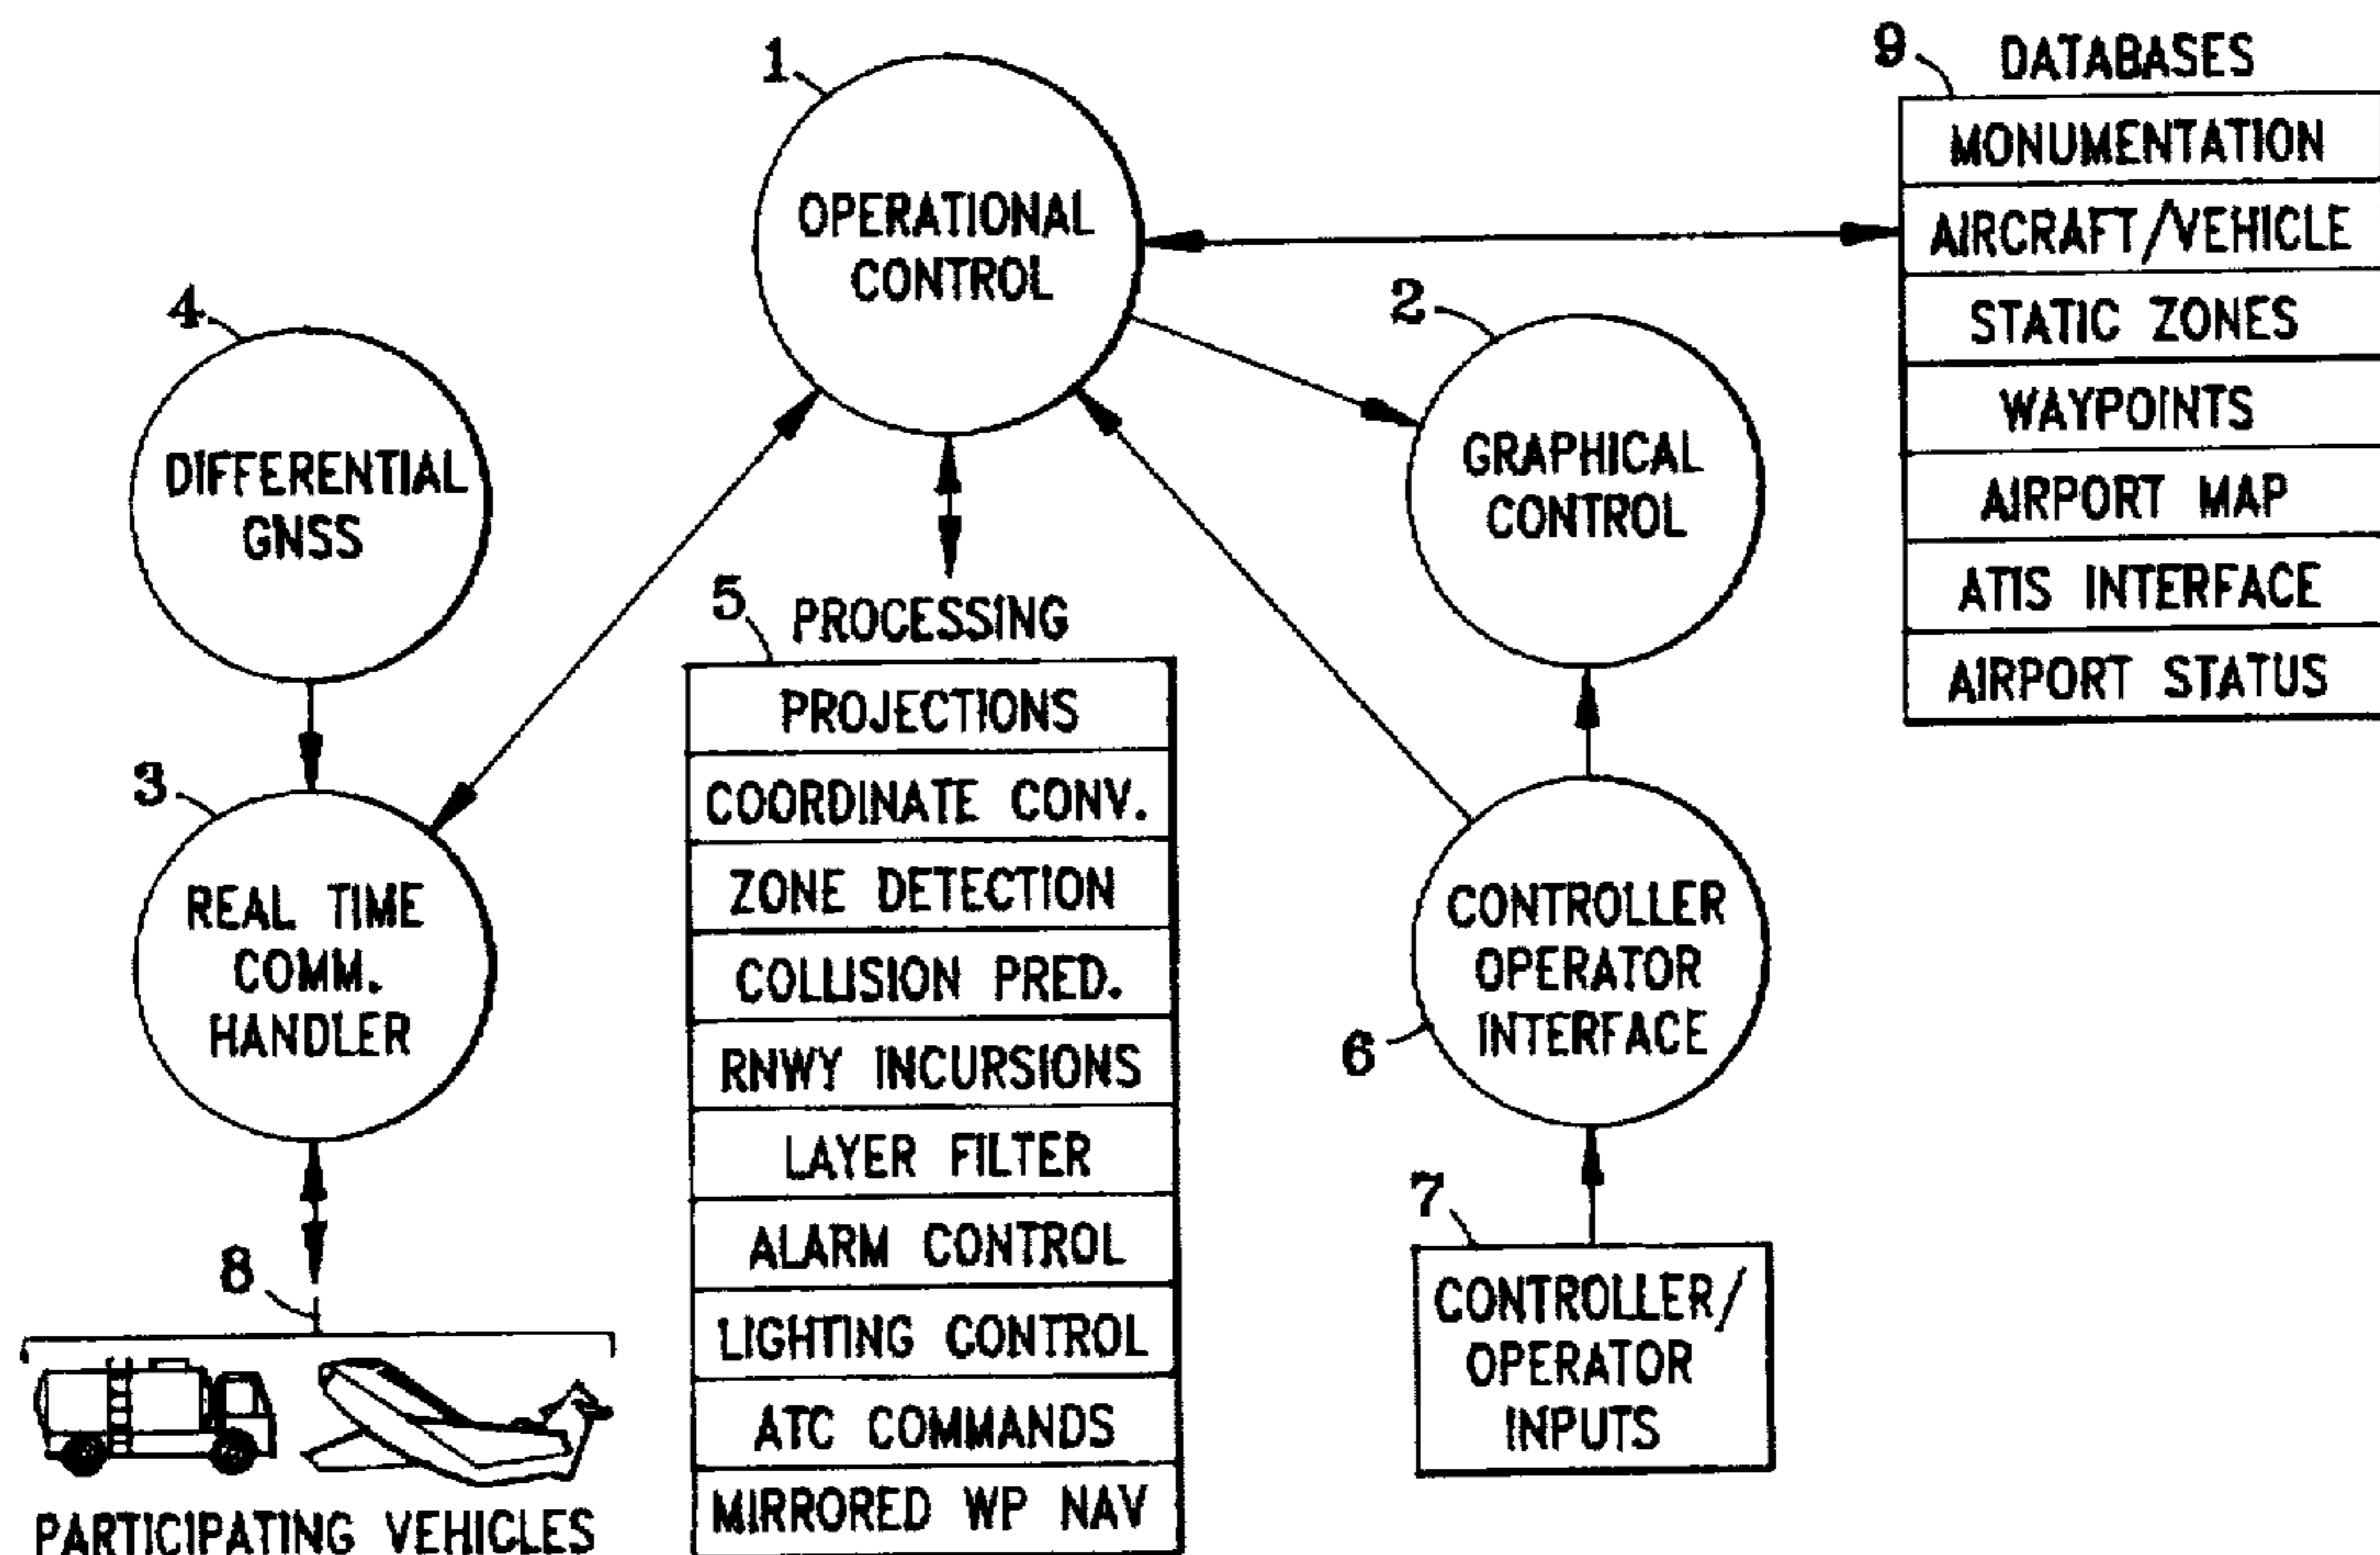 1
OPERATIONAL
CONTROL
9
DATABASES
MONUMENTATION
AIRCRAFT/VEHICLE
STATIC ZONES
WAYPOINTS
AIRPORT MAP
ATIS INTERFACE
AIRPORT STATUS
4
DIFFERENTIAL
GNSS
2
GRAPHICAL
CONTROL
3
REAL TIME
COMM.
HANDLER
5
PROCESSING
PROJECTIONS
COORDINATE CONV.
ZONE DETECTION
COLLISION PRED.
RNWY INCURSIONS
LAYER FILTER
ALARM CONTROL
LIGHTING CONTROL
ATC COMMANDS
MIRRORED WP NAV
6
CONTROLLER
OPERATOR
INTERFACE
7
CONTROLLER/
OPERATOR
INPUTS
8
PARTICIPATING VEHICLES